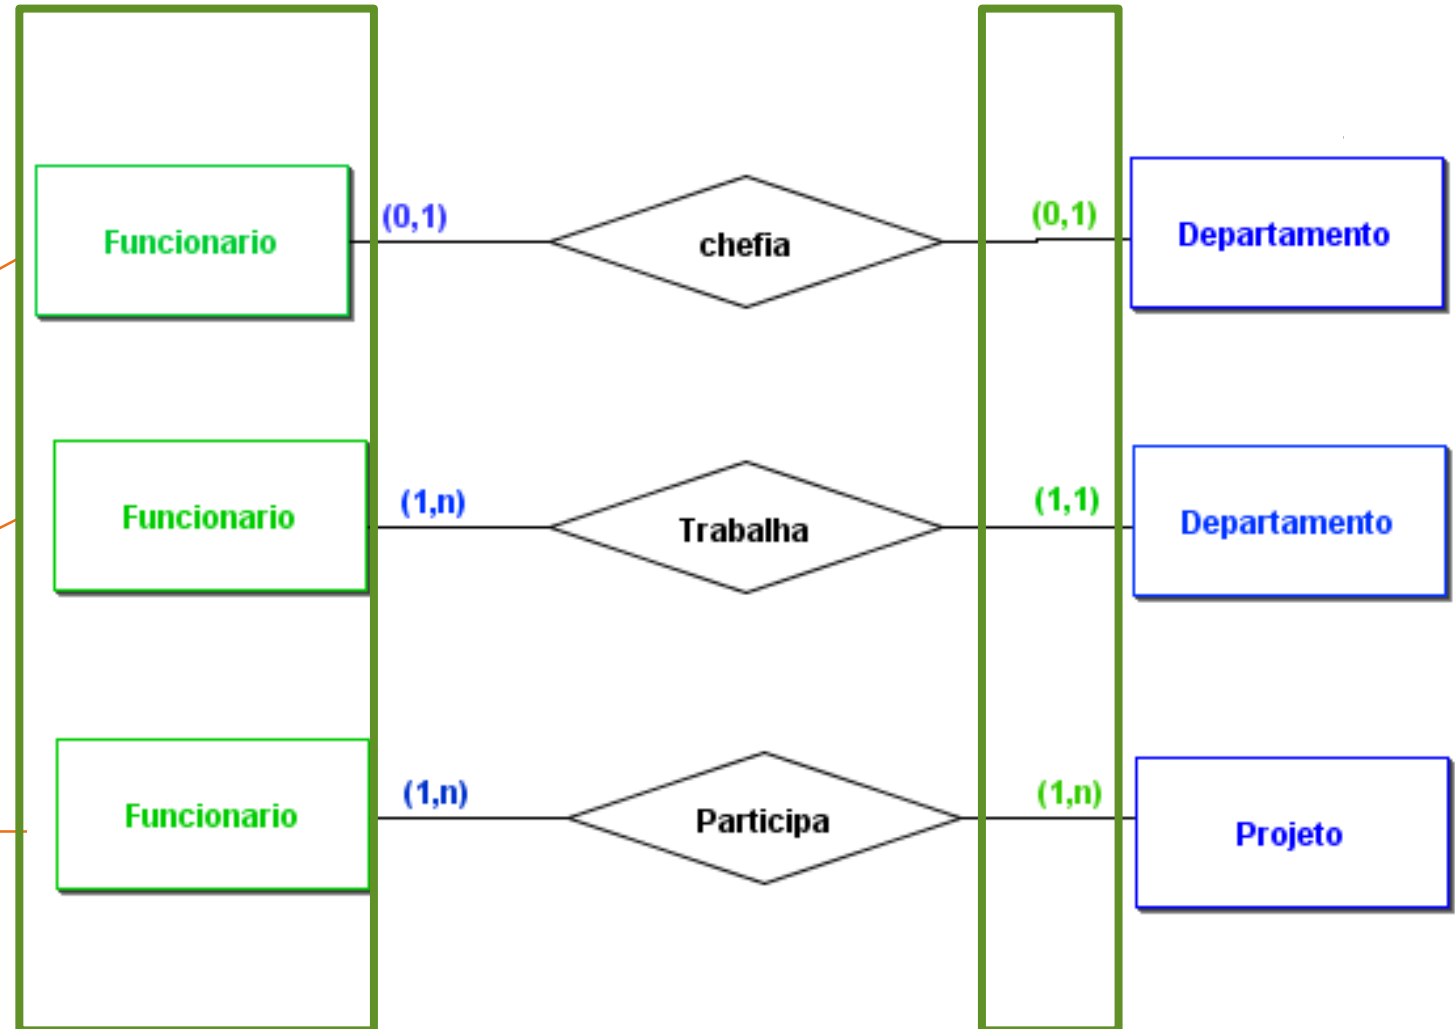 Funcionario
(0,1)
chefia
(0,1)
Departamento
Funcionario
(1,n)
Trabalha
(1,1)
Departamento
Funcionario
(1,n)
Participa
(1,n)
Projeto